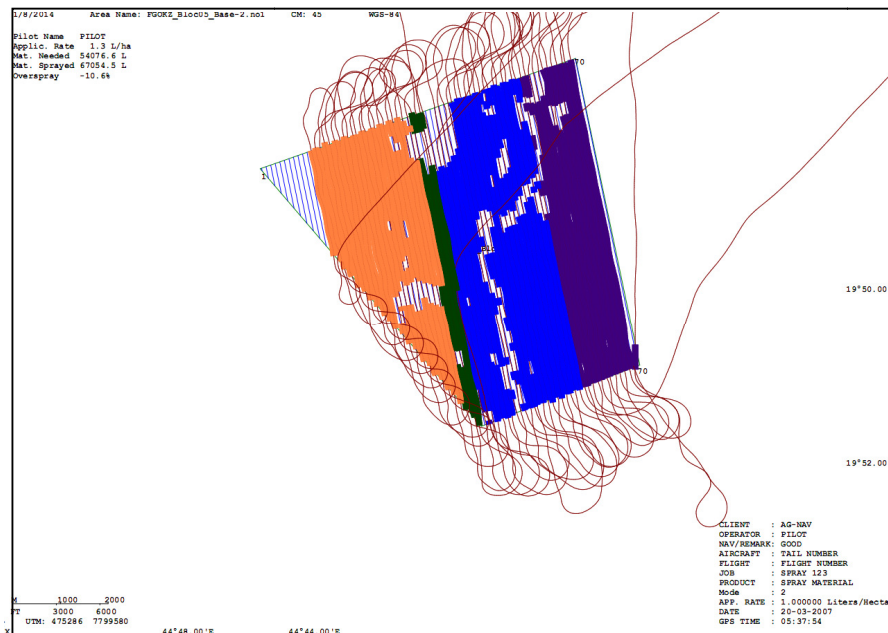 1/8/2014 Area Name: FGOKZ_Bloc05_Base-2.no1 CM: 45 WGS-84
Pilot Name PILOT
Applic. Rate 1.3 L/ha
Mat. Needed 54076.6 L
Mat. Sprayed 67054.5 L
Overspray -10.6%
70
1
19°50.00
70
19°52.00
CLIENT : AG-NAV
OPERATOR : PILOT
NAV/REMARK: GOOD
AIRCRAFT : TAIL NUMBER
FLIGHT : FLIGHT NUMBER
JOB : SPRAY 123
PRODUCT : SPRAY MATERIAL
Mode : 2
APP. RATE : 1.000000 Liters/Hecta
DATE : 20-03-2007
GPS TIME : 05:37:54
M 1000 2000
FT 3000 6000
UTM: 475286 7799580
X 44°48.00'E 44°44.00'E